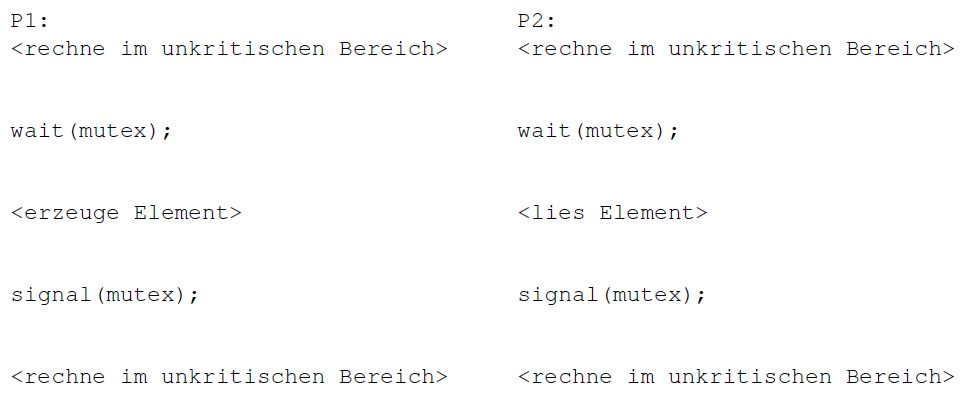 P1:
<rechne im unkritischen Bereich>
wait(mutex);
<erzeuge Element>
signal(mutex);
<rechne im unkritischen Bereich>
P2:
<rechne im unkritischen Bereich>
wait(mutex);
<lies Element>
signal(mutex);
<rechne im unkritischen Bereich>